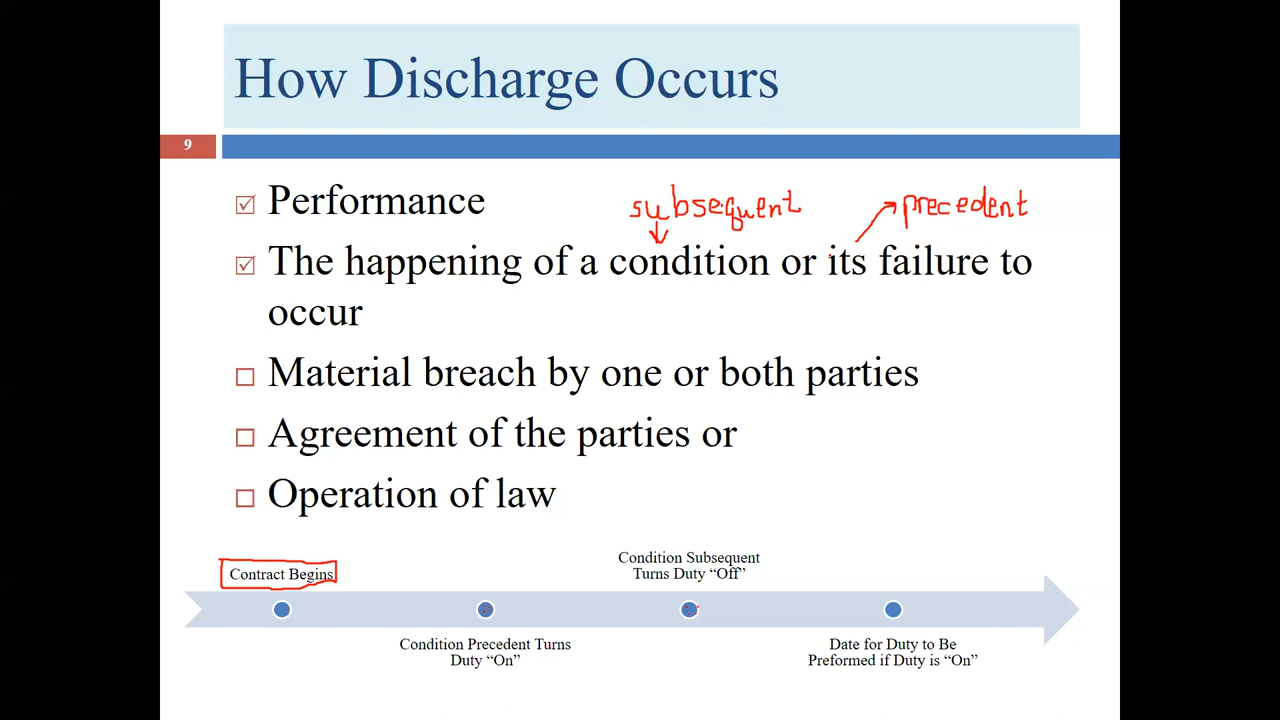 How Discharge Occurs
9
Performance
subsequent
precedent
The happening of a condition or its failure to
occur
Material breach by one or both parties
Agreement of the parties or
Operation of law
Condition Subsequent
Turns Duty “Off”
Contract Begins
Condition Precedent Turns
Duty “On”
Date for Duty to Be
Preformed if Duty is “On”